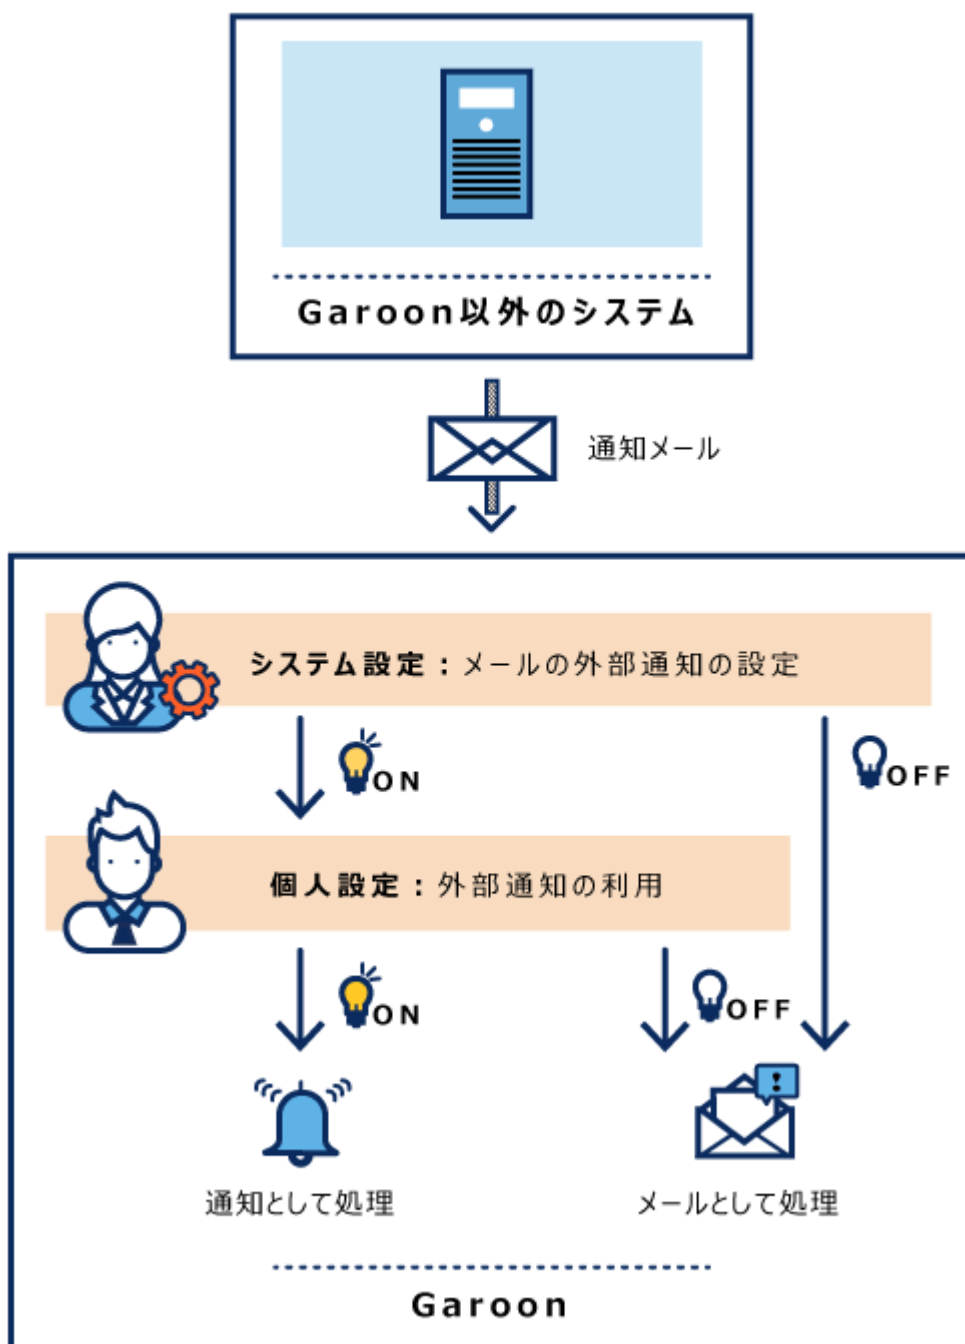 Garoon以外のシステム
通知メール
システム設定：メールの外部通知の設定
ON
OFF
個人設定：外部通知の利用
ON
OFF
通知として処理
メールとして処理
Garoon